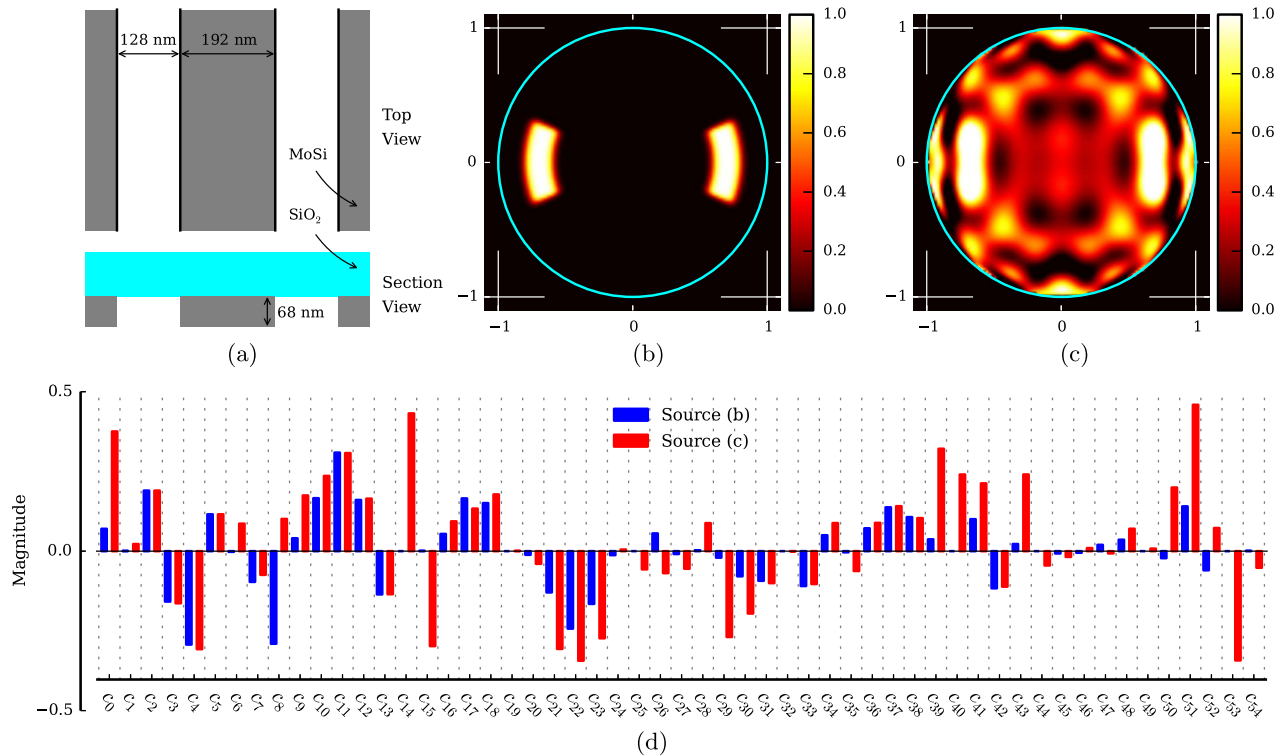 128 nm
192 nm
Top
View
MoSi
SiO₂
Section
View
68 nm
(a)
1
0
−1
−1
0
1
1.0
0.8
0.6
0.4
0.2
0.0
(b)
1
0
−1
−1
0
1
1.0
0.8
0.6
0.4
0.2
0.0
(c)
Magnitude
0.5
0.0
−0.5
Source (b)
Source (c)
c₀ c₁ c₂ c₃ c₄ c₅ c₆ c₇ c₈ c₉ c₁₀ c₁₁ c₁₂ c₁₃ c₁₄ c₁₅ c₁₆ c₁₇ c₁₈ c₁₉ c₂₀ c₂₁ c₂₂ c₂₃ c₂₄ c₂₅ c₂₆ c₂₇ c₂₈ c₂₉ c₃₀ c₃₁ c₃₂ c₃₃ c₃₄ c₃₅ c₃₆ c₃₇ c₃₈ c₃₉ c₄₀ c₄₁ c₄₂ c₄₃ c₄₄ c₄₅ c₄₆ c₄₇ c₄₈ c₄₉ c₅₀ c₅₁ c₅₂ c₅₃ c₅₄
(d)